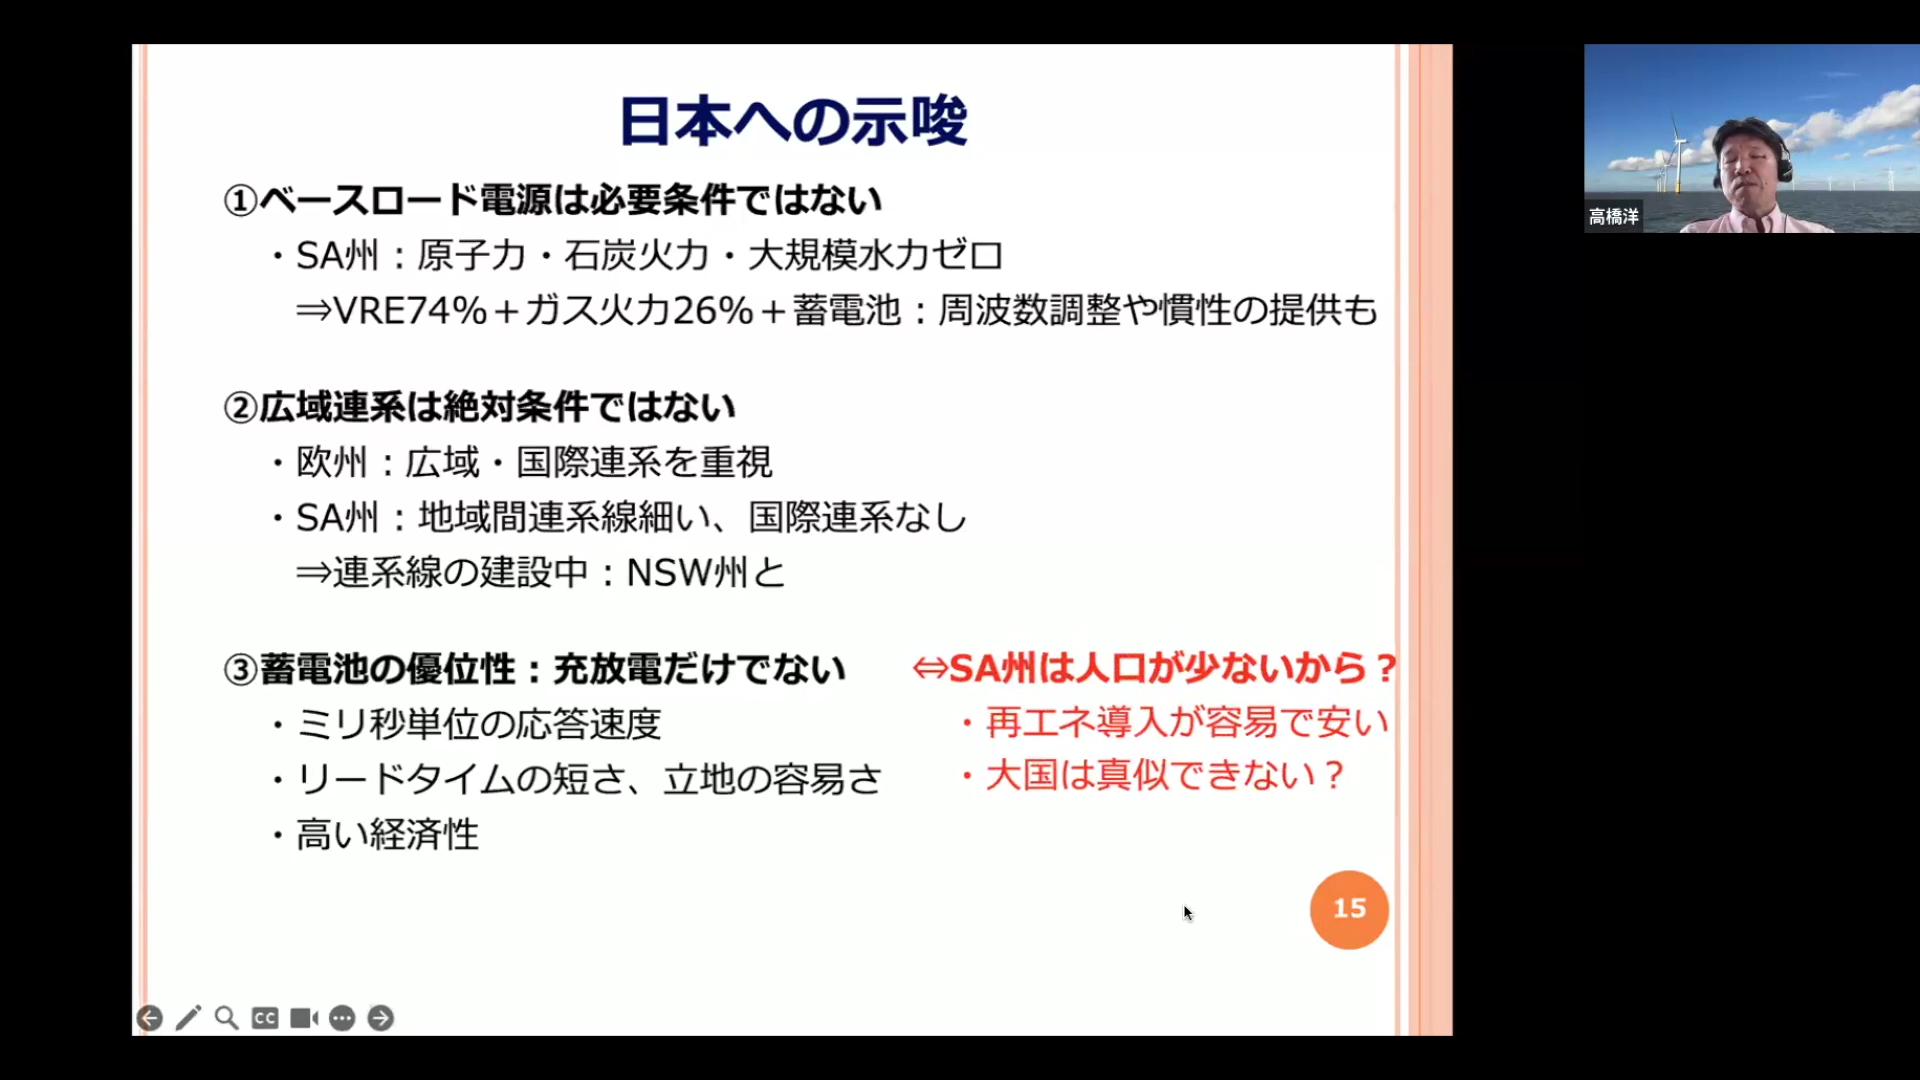 日本への示唆
①ベースロード電源は必要条件ではない
・SA州：原子力・石炭火力・大規模水力ゼロ
⇒VRE74%＋ガス火力26%＋蓄電池：周波数調整や慣性の提供も
②広域連系は絶対条件ではない
・欧州：広域・国際連系を重視
・SA州：地域間連系線細い、国際連系なし
⇒連系線の建設中：NSW州と
③蓄電池の優位性：充放電だけでない
・ミリ秒単位の応答速度
・リードタイムの短さ、立地の容易さ
・高い経済性
⇔SA州は人口が少ないから？
・再エネ導入が容易で安い
・大国は真似できない？
15
CC
高橋洋